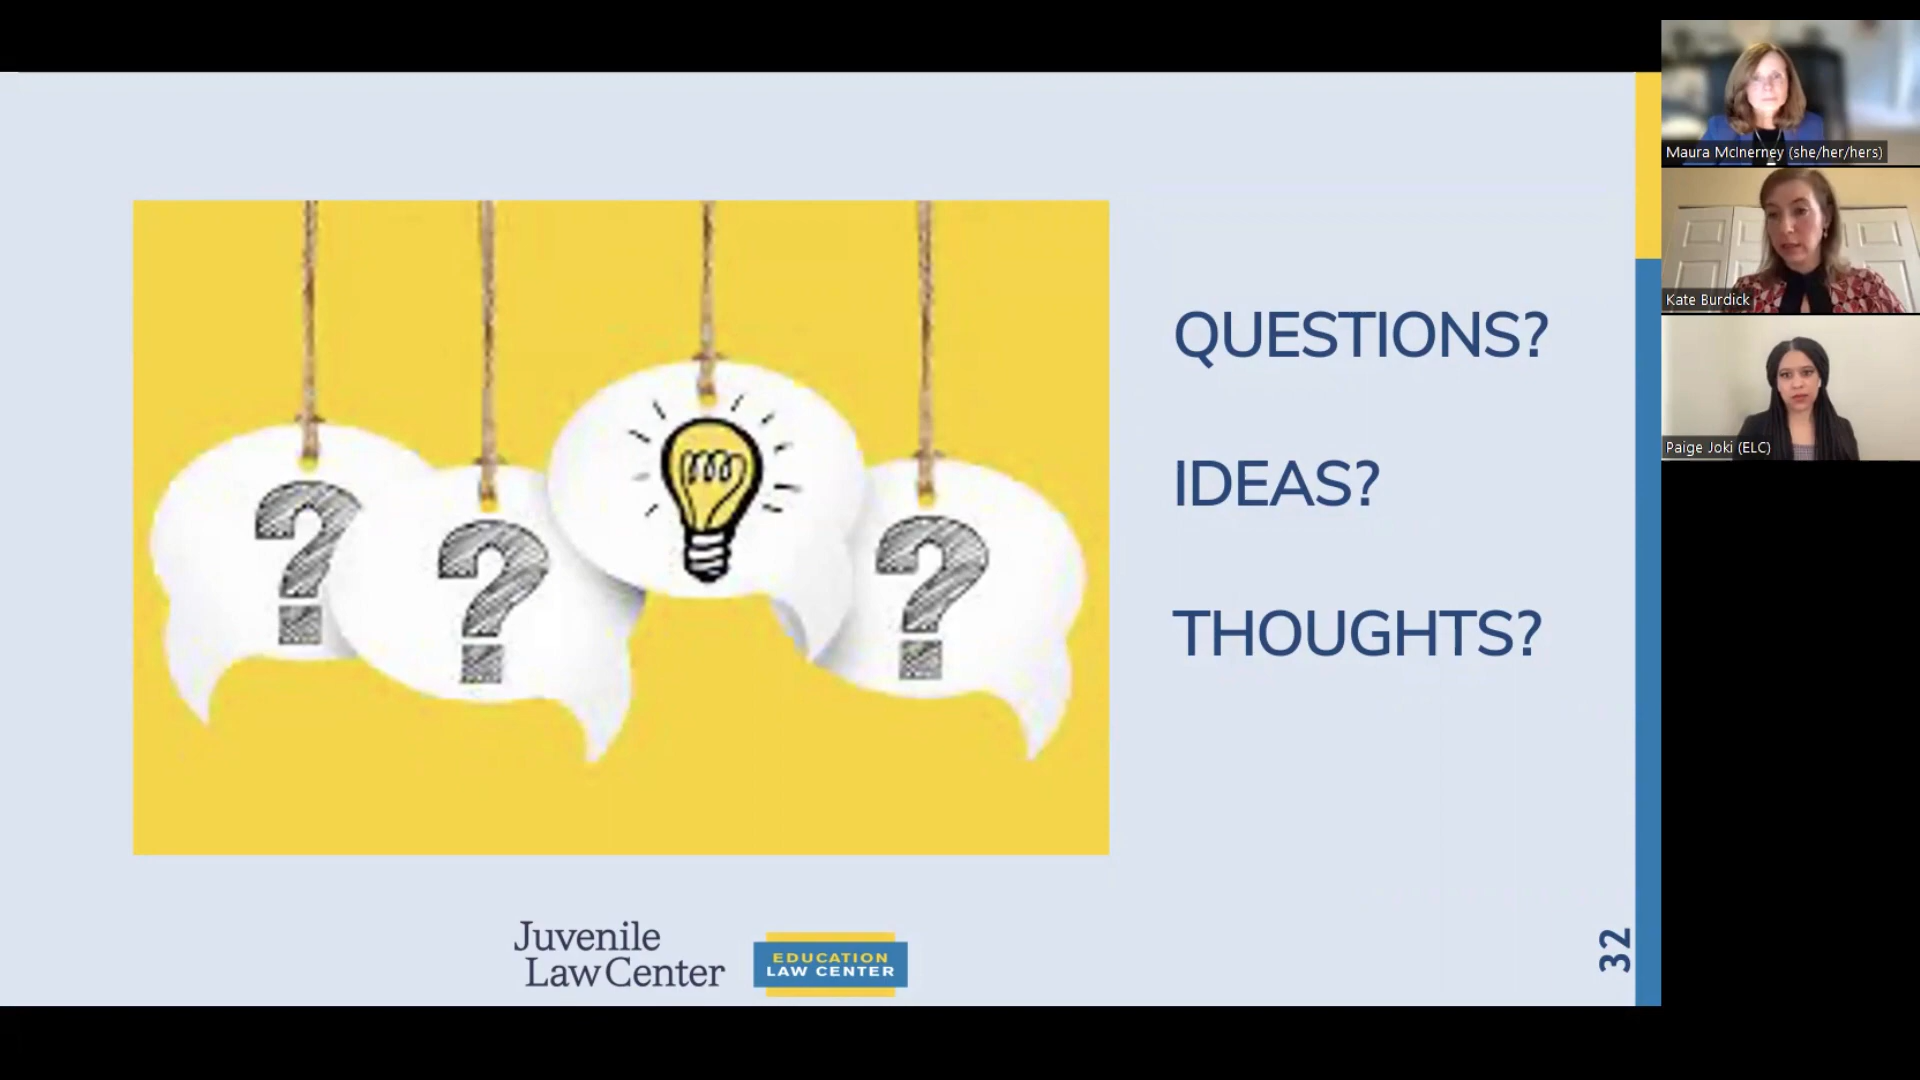 QUESTIONS?
IDEAS?
THOUGHTS?
? ? ?
Juvenile
Law Center
EDUCATION
LAW CENTER
32
Maura McInerney (she/her/hers)
Kate Burdick
Paige Joki (ELC)